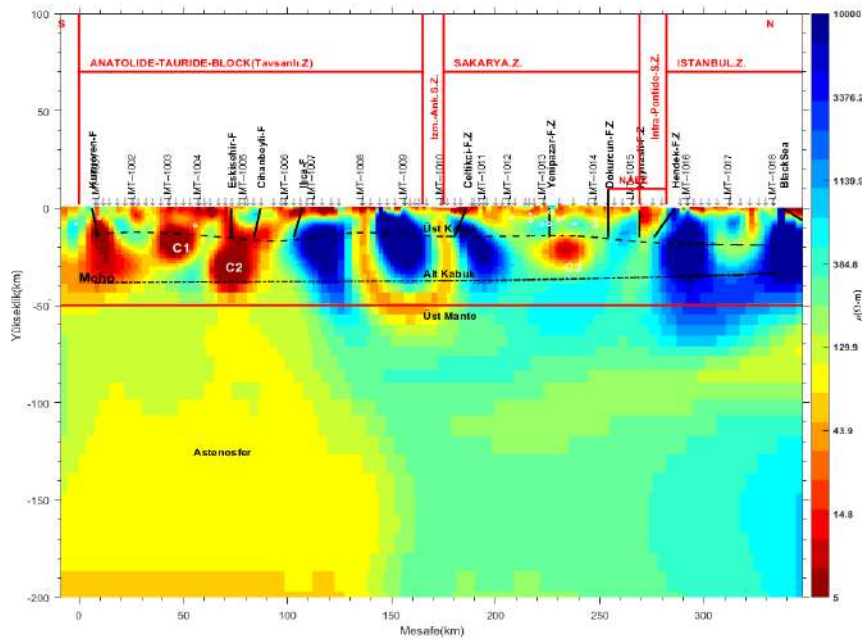 S
N
ANATOLIDE-TAURIDE-BLOCK(Tavsanlı.Z)
Izm.-Ank.S.Z.
SAKARYA.Z.
Intra-Pontide-S.Z.
ISTANBUL.Z.
Eskisehir-F
Cihanbeyli-F
Ilica-F
Celtikci-F.Z
Yenipazar-F.Z.
Dokurcun-F.Z
Hendek-F.Z
BlackSea
LMT--1002
LMT--1003
LMT--1004
LMT--1005
LMT--1006
LMT--1007
LMT--1008
LMT--1009
LMT--1010
LMT--1011
LMT--1012
LMT--1013
LMT--1014
LMT--1015
LMT--1016
LMT--1017
LMT--1018
C1
C2
C3
Moho
Alt Kabuk
Üst Manto
Astenosfer
100
50
0
-50
-100
-150
-200
Yükseklik(km)
0
50
100
150
200
250
300
Mesafe(km)
10000
3376.2
1139.9
384.8
129.9
43.9
14.8
5
ρ(Ω-m)